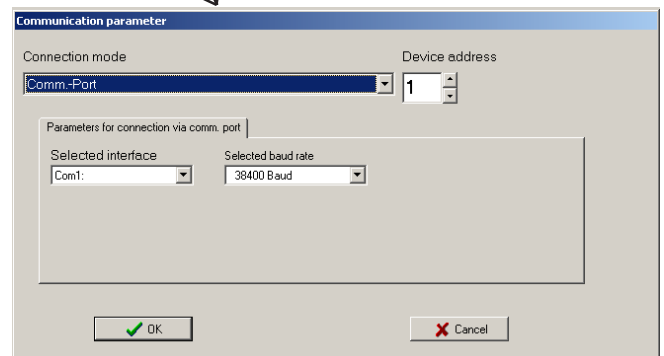 Communication parameter
Connection mode Device address
Comm.-Port 1
Parameters for connection via comm. port
Selected interface Selected baud rate
Com1: 38400 Baud
OK Cancel